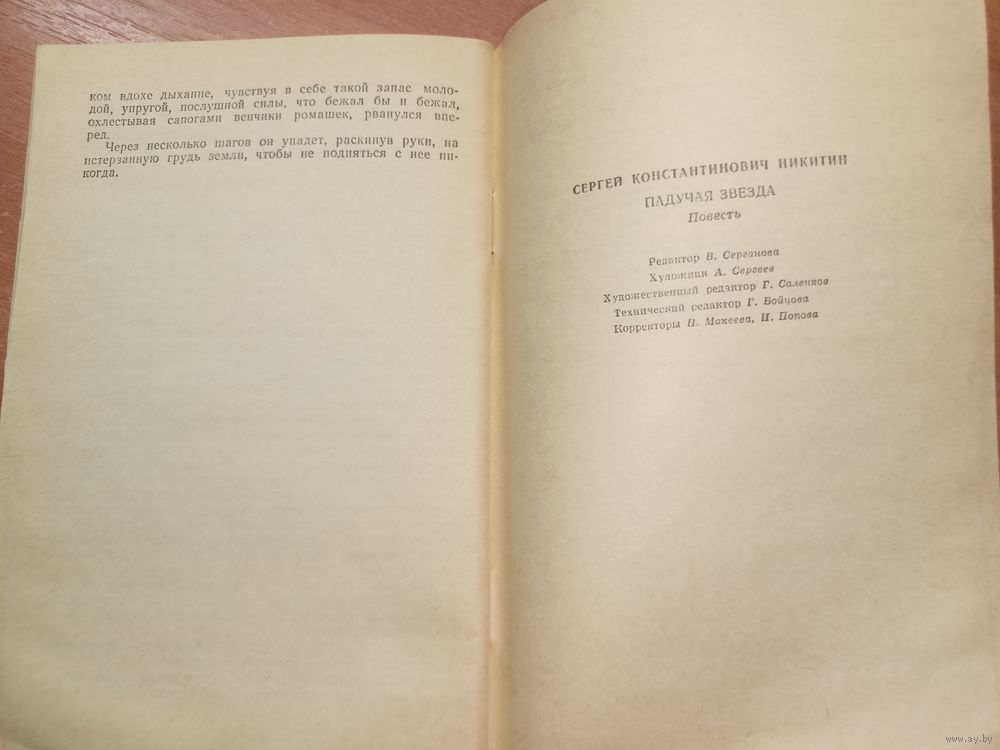 ком вдохе дыхание, чувствуя в себе такой запас моло-
дой, упругой, послушной силы, что бежал бы и бежал,
охлестывая сапогами венчики ромашек, рванулся впе-
ред.
Через несколько шагов он упадет, раскинув руки, на
истерзанную грудь земли, чтобы не подняться с нее ни-
когда.
СЕРГЕЙ КОНСТАНТИНОВИЧ НИКИТИН
ПАДУЧАЯ ЗВЕЗДА
Повесть
Редактор В. Серганова
Художник А. Сергеев
Художественный редактор Г. Саленков
Технический редактор Г. Бойцова
Корректоры Н. Макеева, И. Попова
www.ay.by